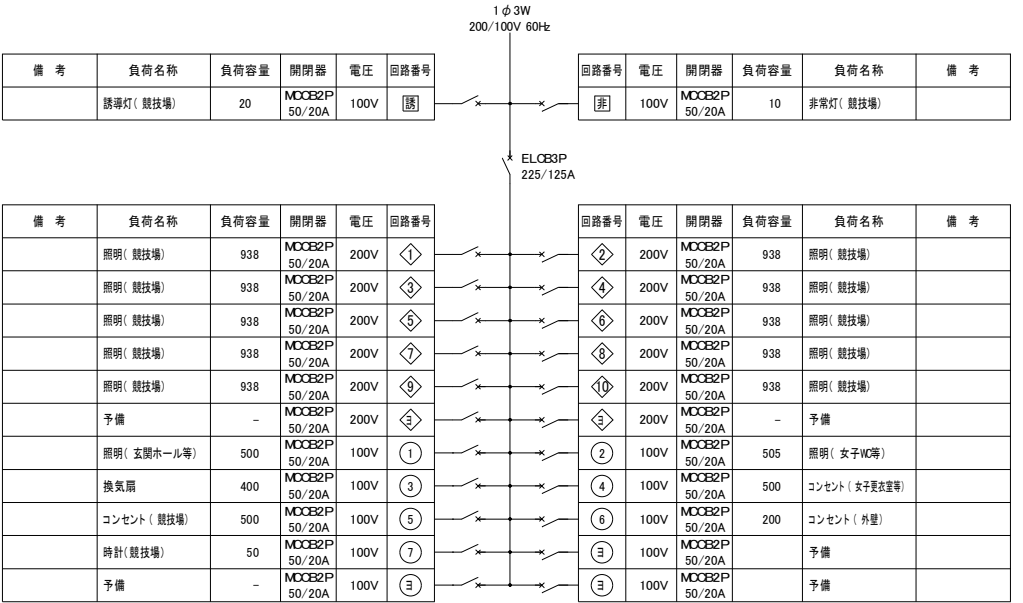 1φ3W
200/100V 60Hz
備 考 負荷名称 負荷容量 開閉器 電圧 回路番号 回路番号 電圧 開閉器 負荷容量 負荷名称 備 考
誘導灯(競技場) 20 MCCB2P 50/20A 100V 誘 非 100V MCCB2P 50/20A 10 非常灯(競技場)
ELCB3P
225/125A
備 考 負荷名称 負荷容量 開閉器 電圧 回路番号 回路番号 電圧 開閉器 負荷容量 負荷名称 備 考
照明(競技場) 938 MCCB2P 50/20A 200V 1 2 200V MCCB2P 50/20A 938 照明(競技場)
照明(競技場) 938 MCCB2P 50/20A 200V 3 4 200V MCCB2P 50/20A 938 照明(競技場)
照明(競技場) 938 MCCB2P 50/20A 200V 5 6 200V MCCB2P 50/20A 938 照明(競技場)
照明(競技場) 938 MCCB2P 50/20A 200V 7 8 200V MCCB2P 50/20A 938 照明(競技場)
照明(競技場) 938 MCCB2P 50/20A 200V 9 10 200V MCCB2P 50/20A 938 照明(競技場)
予備 - MCCB2P 50/20A 200V ヨ ヨ 200V MCCB2P 50/20A - 予備
照明(玄関ホール等) 500 MCCB2P 50/20A 100V 1 2 100V MCCB2P 50/20A 505 照明(女子WC等)
換気扇 400 MCCB2P 50/20A 100V 3 4 100V MCCB2P 50/20A 500 コンセント(女子更衣室等)
コンセント(競技場) 500 MCCB2P 50/20A 100V 5 6 100V MCCB2P 50/20A 200 コンセント(外壁)
時計(競技場) 50 MCCB2P 50/20A 100V 7 ヨ 100V MCCB2P 50/20A 予備
予備 - MCCB2P 50/20A 100V ヨ ヨ 100V MCCB2P 50/20A 予備